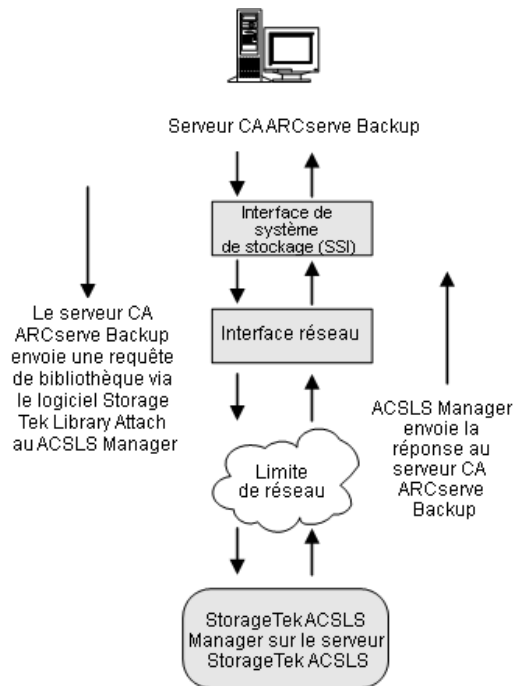 Serveur CA ARCserve Backup
Interface de
système
de stockage (SSI)
Le serveur CA
ARCserve Backup
envoie une requête
de bibliothèque via
le logiciel Storage
Tek Library Attach
au ACSLS Manager
Interface réseau
ACSLS Manager
envoie la
réponse au
serveur CA
ARCserve
Backup
Limite
de réseau
StorageTek ACSLS
Manager sur le serveur
StorageTek ACSLS